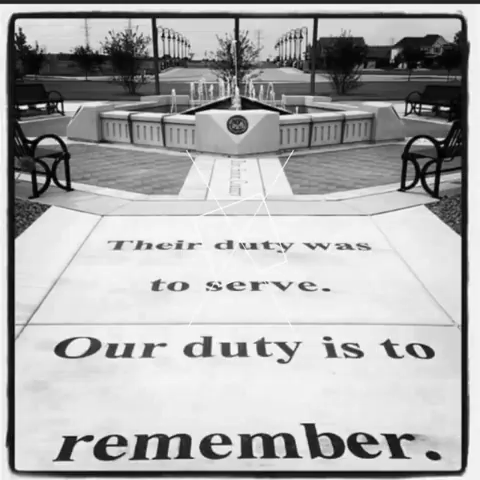 Their duty was
to serve.
Our duty is to
remember.